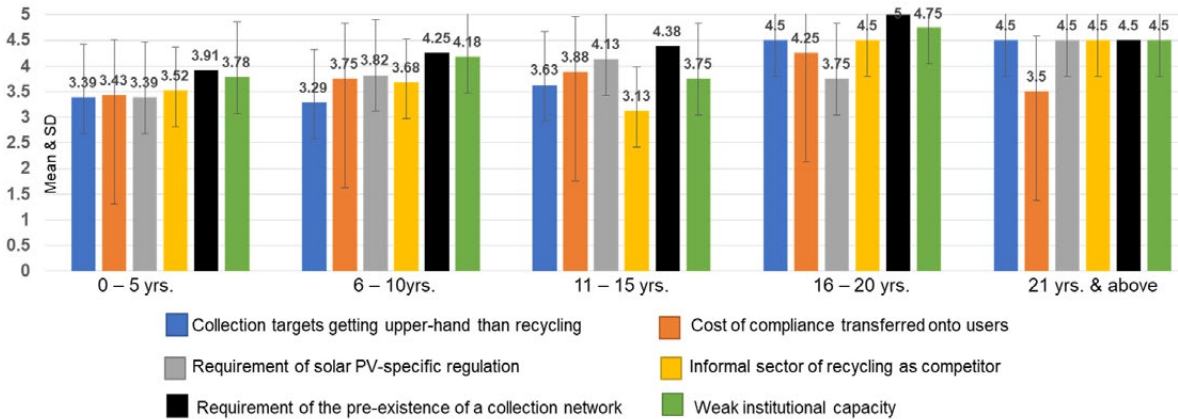 Mean & SD
5
4.5
4
3.5
3
2.5
2
1.5
1
0.5
0
3.39 3.43 3.39 3.52 3.91 3.78
3.29 3.75 3.82 3.68 4.25 4.18
3.63 3.88 4.13 3.13 4.38 3.75
4.5 4.25 3.75 4.5 5 4.75
4.5 3.5 4.5 4.5 4.5 4.5
0 – 5 yrs. 6 – 10yrs. 11 – 15 yrs. 16 – 20 yrs. 21 yrs. & above
Collection targets getting upper-hand than recycling Cost of compliance transferred onto users
Requirement of solar PV-specific regulation Informal sector of recycling as competitor
Requirement of the pre-existence of a collection network Weak institutional capacity